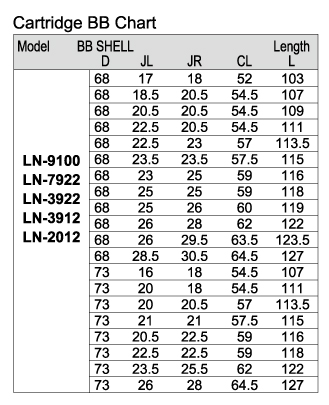 Cartridge BB Chart
Model BB SHELL Length
D JL JR CL L
68 17 18 52 103
68 18.5 20.5 54.5 107
68 20.5 20.5 54.5 109
68 22.5 20.5 54.5 111
68 22.5 23 57 113.5
LN-9100 68 23.5 23.5 57.5 115
LN-7922 68 23 25 59 116
LN-3922 68 25 25 59 118
68 25 26 60 119
LN-3912 68 26 28 62 122
LN-2012 68 26 29.5 63.5 123.5
68 28.5 30.5 64.5 127
73 16 18 54.5 107
73 20 18 54.5 111
73 20 20.5 57 113.5
73 21 21 57.5 115
73 20.5 22.5 59 116
73 22.5 22.5 59 118
73 23.5 25.5 62 122
73 26 28 64.5 127